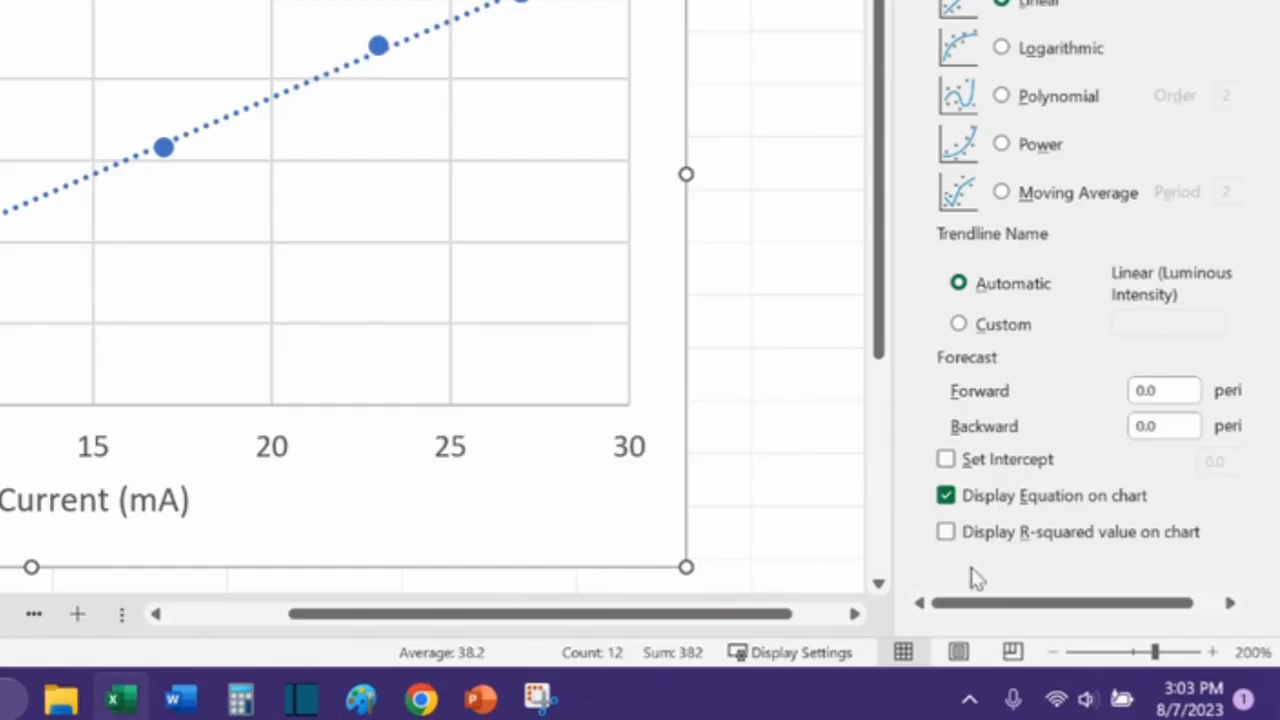 Linear
Logarithmic
Polynomial Order 2
Power
Moving Average Period 2
Trendline Name
Automatic Linear (Luminous
Intensity)
Custom
Forecast
Forward 0.0 peri
Backward 0.0 peri
Set Intercept 0.0
Display Equation on chart
Display R-squared value on chart
15 20 25 30
Current (mA)
Average: 38.2 Count: 12 Sum: 382 Display Settings 200%
3:03 PM
8/7/2023 1